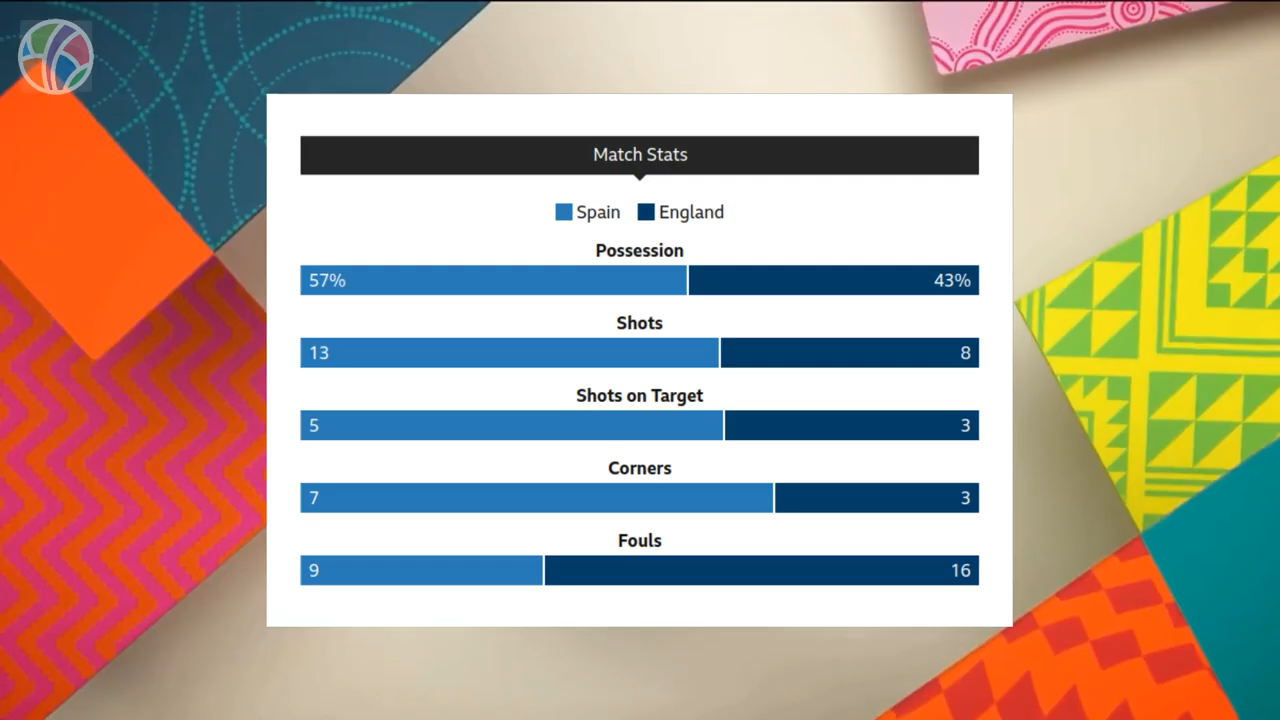 Match Stats
Spain England
Possession
57% 43%
Shots
13 8
Shots on Target
5 3
Corners
7 3
Fouls
9 16